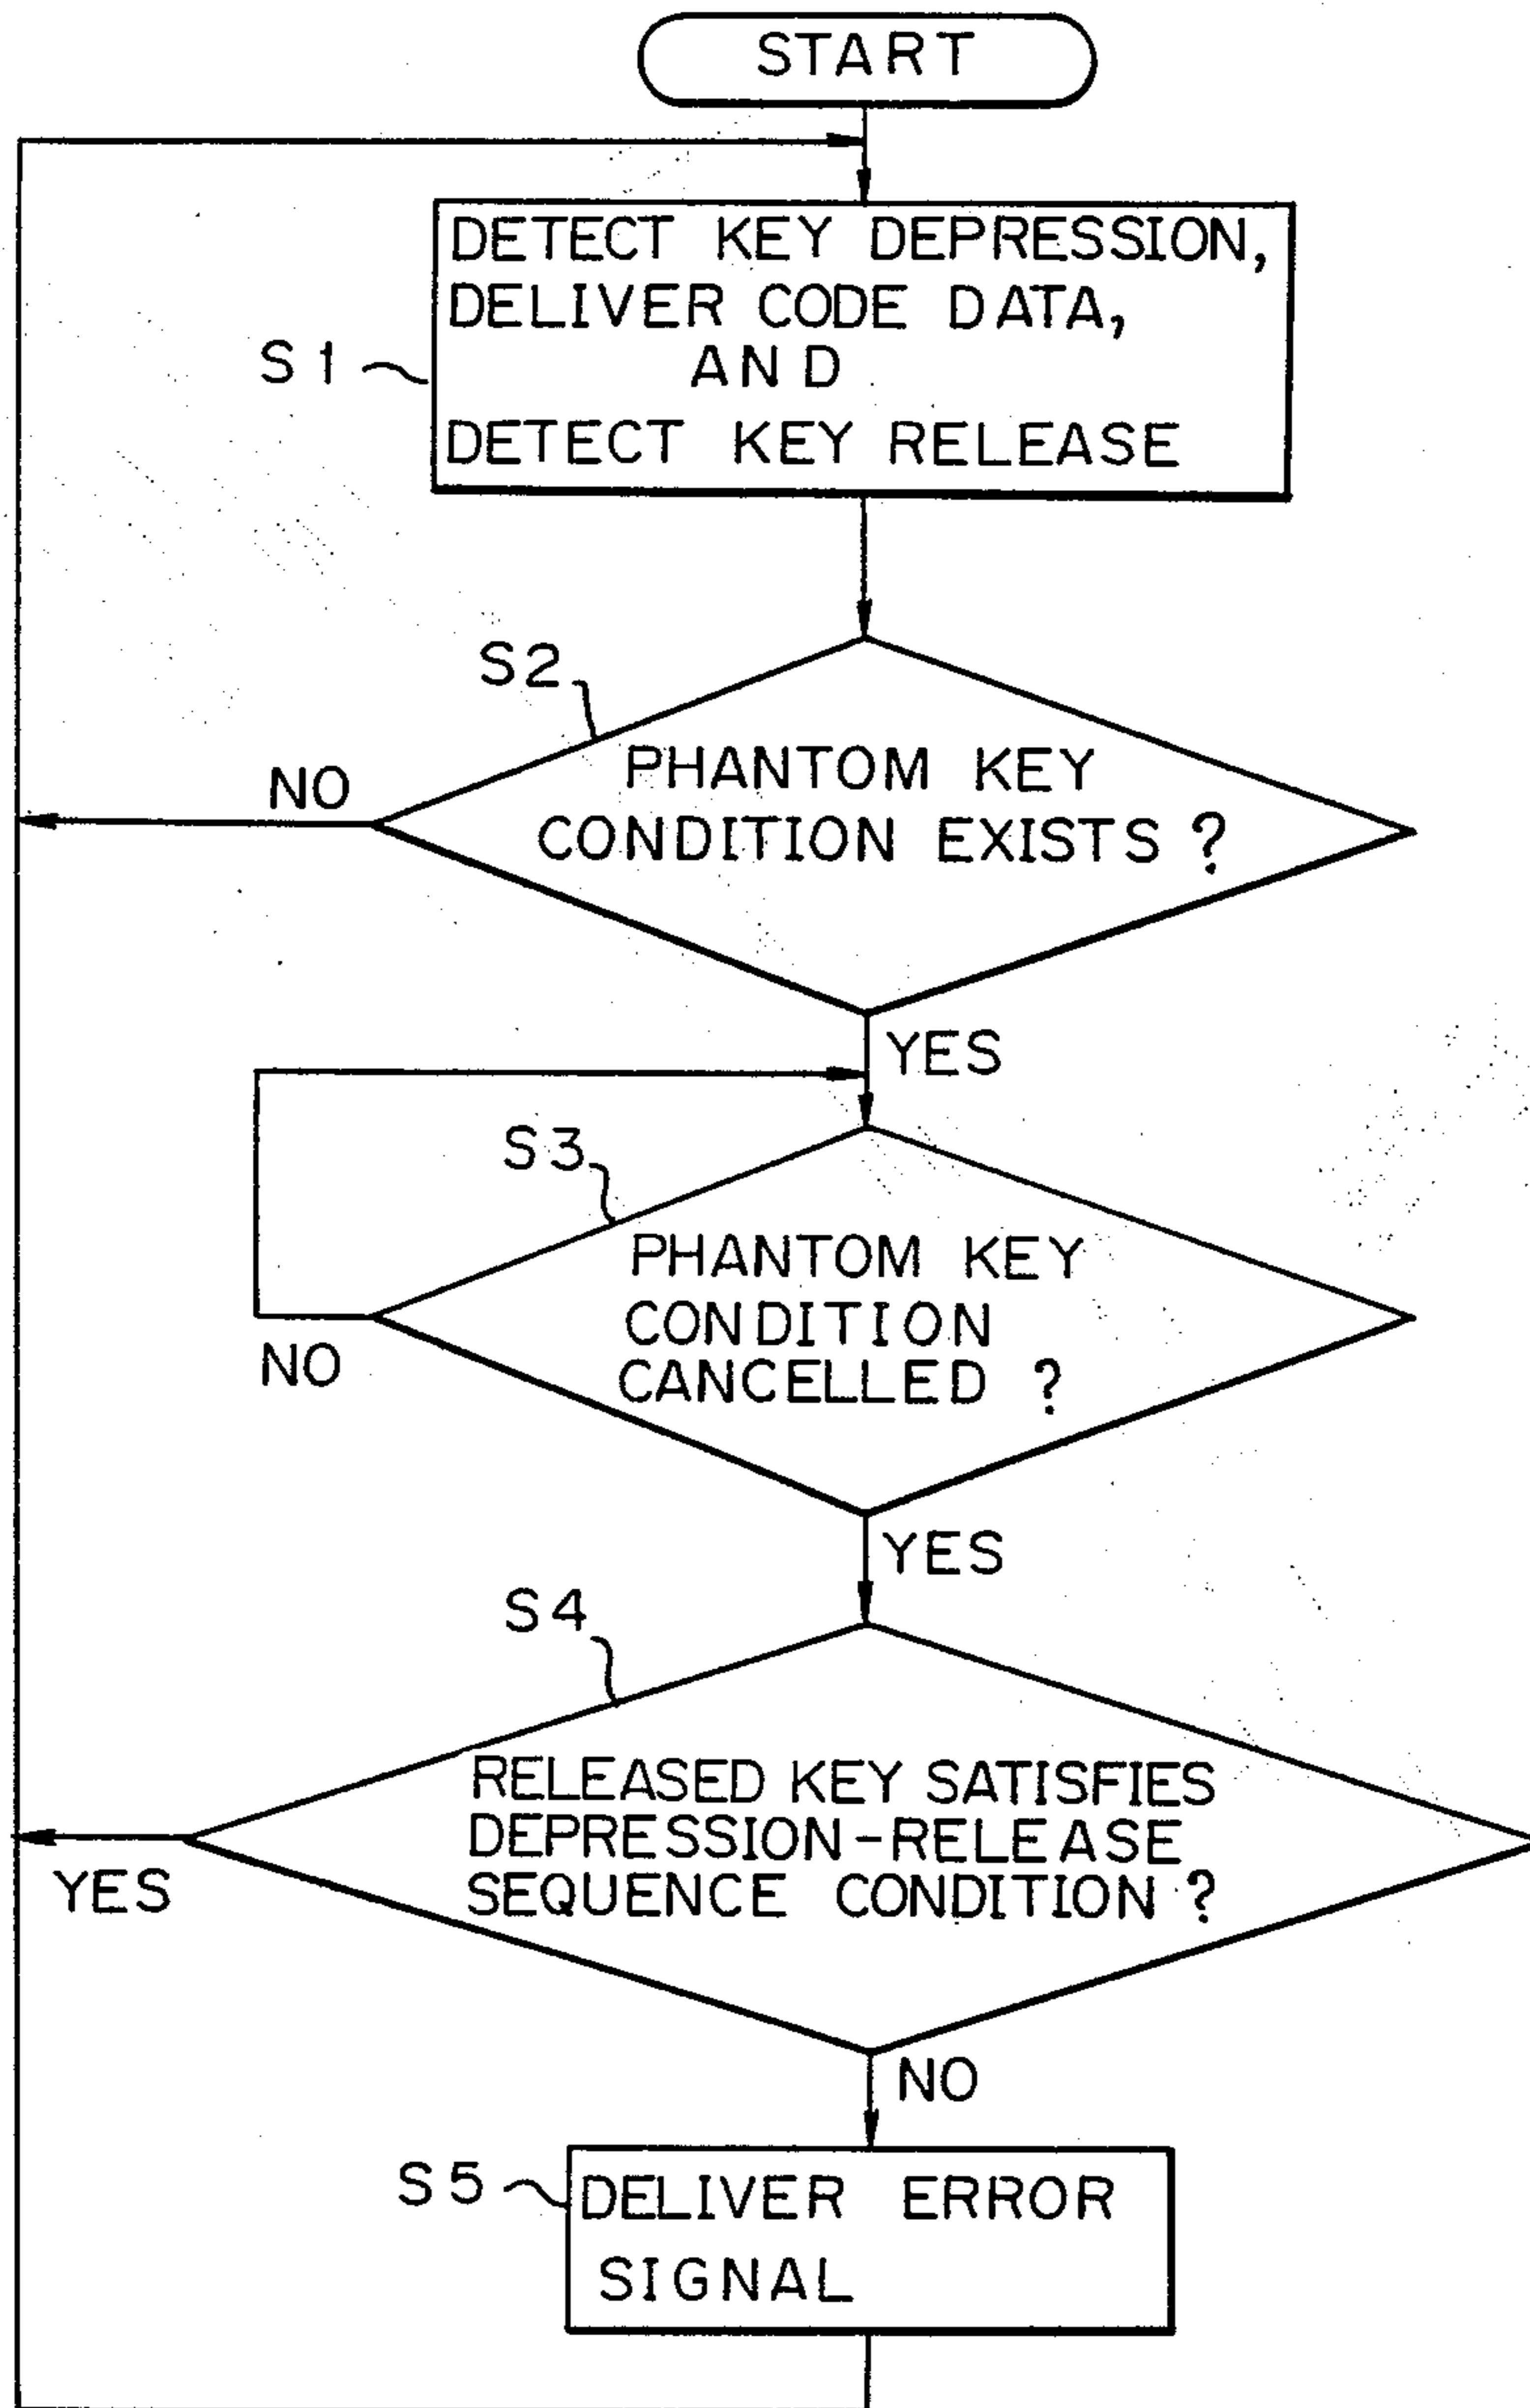 START
DETECT KEY DEPRESSION,
DELIVER CODE DATA,
AND
S1
DETECT KEY RELEASE
S2
PHANTOM KEY
NO
CONDITION EXISTS ?
YES
S3
PHANTOM KEY
CONDITION
NO
CANCELLED ?
YES
S4
RELEASED KEY SATISFIES
DEPRESSION-RELEASE
YES
SEQUENCE CONDITION ?
NO
S5
DELIVER ERROR
SIGNAL